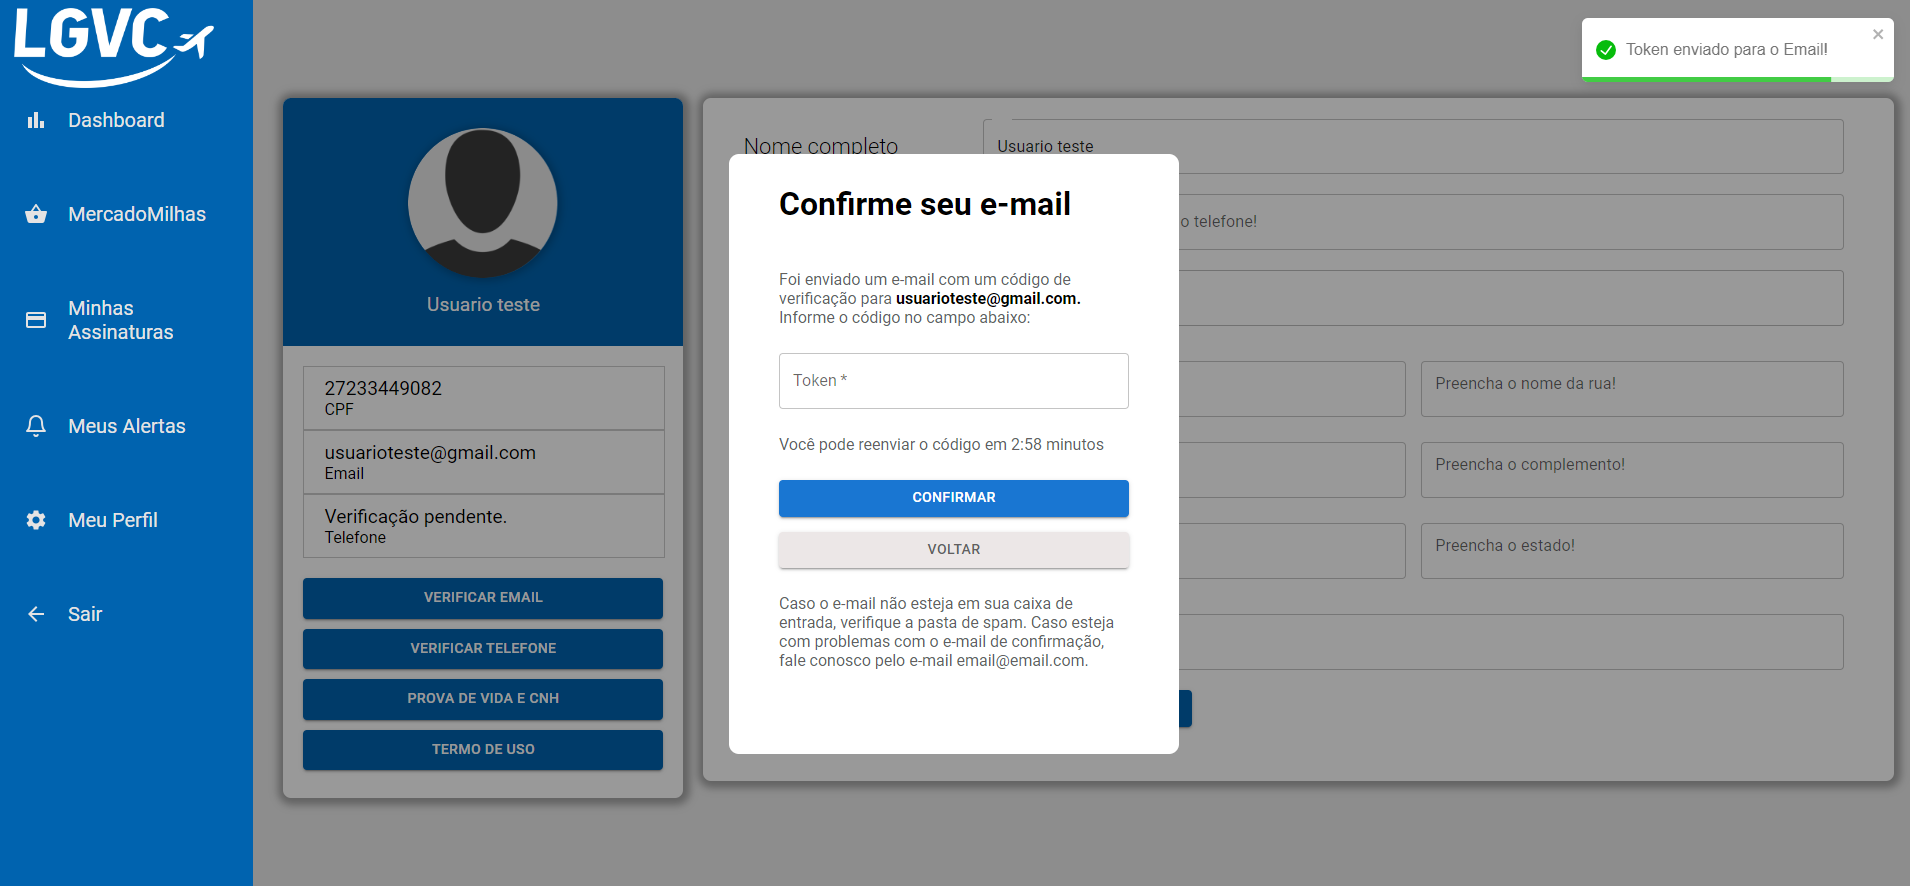 LGVC
Dashboard
MercadoMilhas
Minhas
Assinaturas
Meus Alertas
Meu Perfil
Sair
Usuario teste
27233449082
CPF
usuarioteste@gmail.com
Email
Verificação pendente.
Telefone
VERIFICAR EMAIL
VERIFICAR TELEFONE
PROVA DE VIDA E CNH
TERMO DE USO
Token enviado para o Email!
Nome completo
Usuario teste
o telefone!
Preencha o nome da rua!
Preencha o complemento!
Preencha o estado!
Confirme seu e-mail
Foi enviado um e-mail com um código de
verificação para usuarioteste@gmail.com.
Informe o código no campo abaixo:
Token *
Você pode reenviar o código em 2:58 minutos
CONFIRMAR
VOLTAR
Caso o e-mail não esteja em sua caixa de
entrada, verifique a pasta de spam. Caso esteja
com problemas com o e-mail de confirmação,
fale conosco pelo e-mail email@email.com.